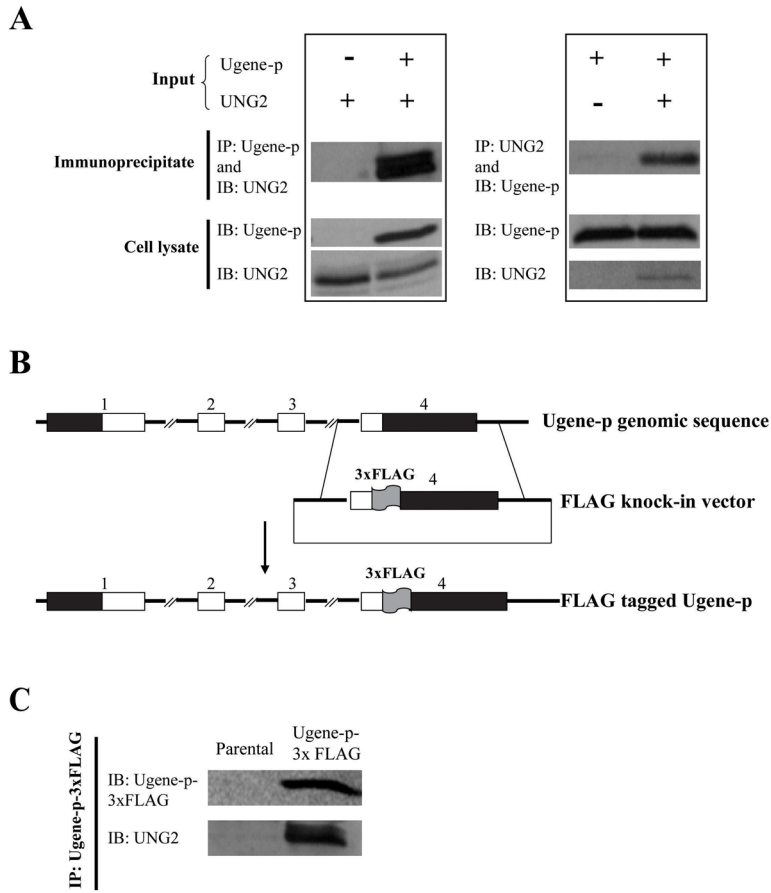 A
Input
Ugene-p - +
UNG2 + +
+ +
- +
Immunoprecipitate
IP: Ugene-p
and
IB: UNG2
IP: UNG2
and
IB: Ugene-p
Cell lysate
IB: Ugene-p
IB: UNG2
IB: Ugene-p
IB: UNG2
B
1 2 3 4
Ugene-p genomic sequence
3xFLAG
4
FLAG knock-in vector
3xFLAG
1 2 3 4
FLAG tagged Ugene-p
C
IP: Ugene-p-3xFLAG
Parental
Ugene-p-
3x FLAG
IB: Ugene-p-
3xFLAG
IB: UNG2